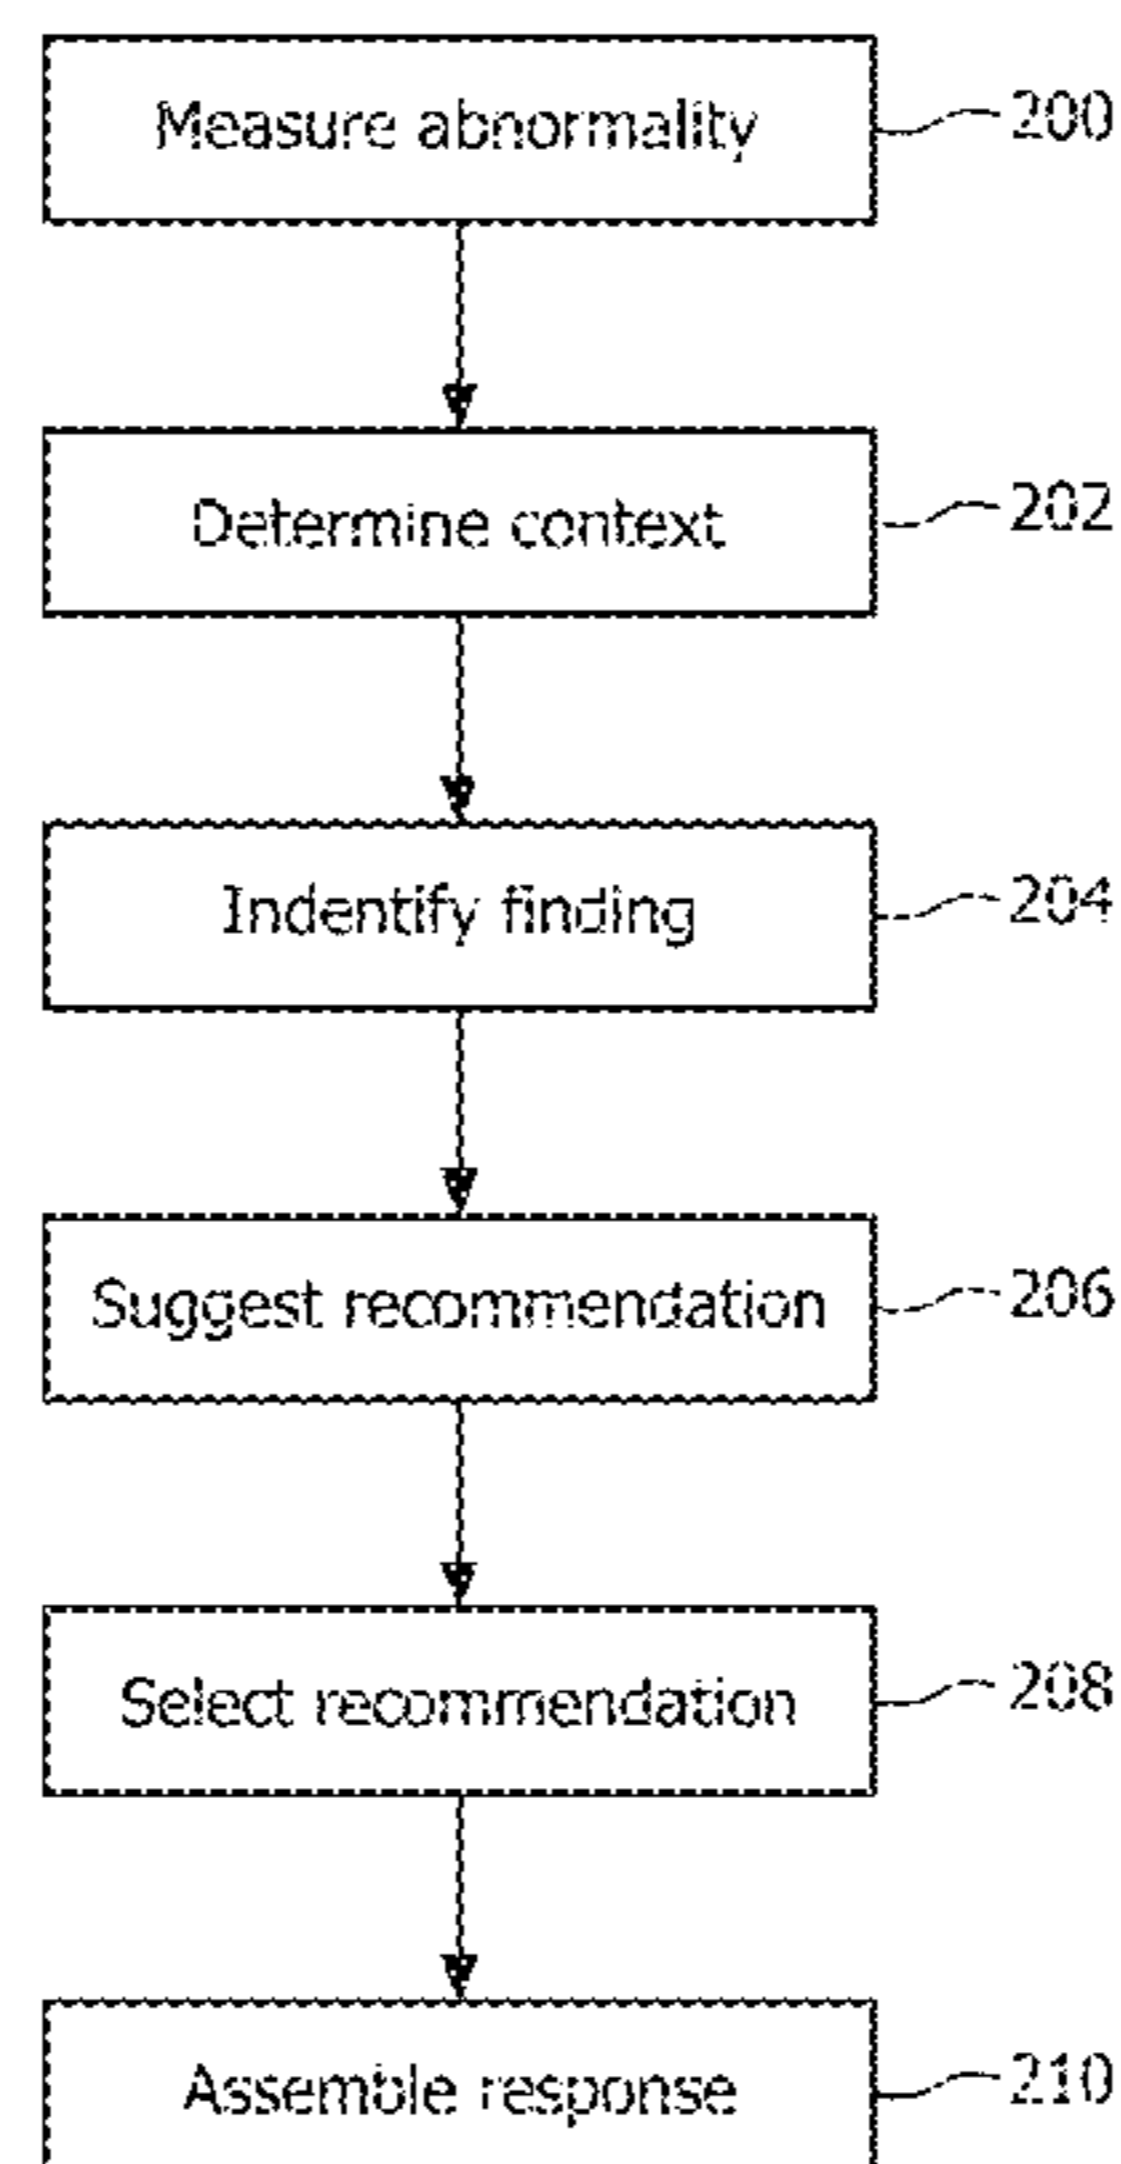 Measure abnormality 200
Determine context 202
Indentify finding 204
Suggest recommendation 206
Select recommendation 208
Assemble response 210